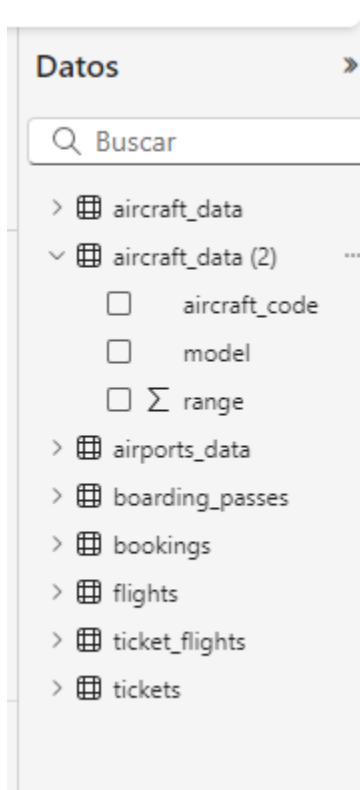 Datos
Buscar
aircraft_data
aircraft_data (2)
aircraft_code
model
range
airports_data
boarding_passes
bookings
flights
ticket_flights
tickets